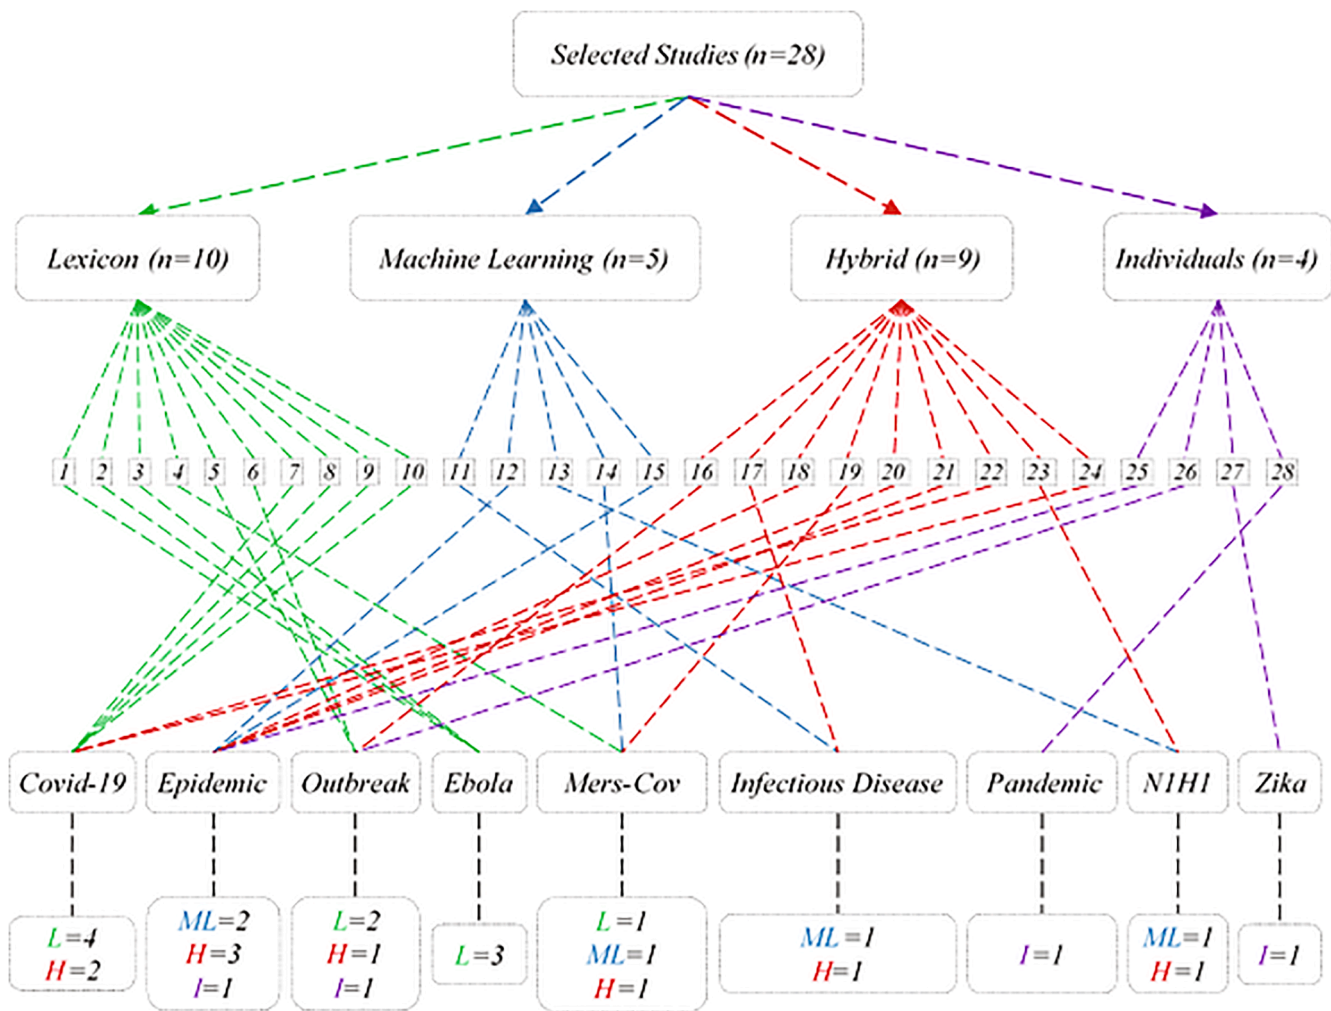 Selected Studies (n=28)
Lexicon (n=10)
Machine Learning (n=5)
Hybrid (n=9)
Individuals (n=4)
1 2 3 4 5 6 7 8 9 10 11 12 13 14 15 16 17 18 19 20 21 22 23 24 25 26 27 28
Covid-19
Epidemic
Outbreak
Ebola
Mers-Cov
Infectious Disease
Pandemic
N1H1
Zika
L=4
H=2
ML=2
H=3
I=1
L=2
H=1
I=1
L=3
L=1
ML=1
H=1
ML=1
H=1
I=1
ML=1
H=1
I=1